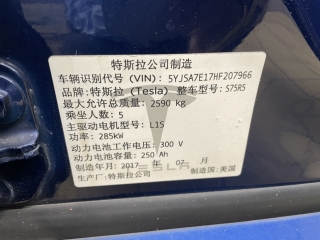 特斯拉公司制造
车辆识别代号 (VIN): 5YJSA7E17HF207966
品牌:特斯拉 (Tesla) 整车型号: S75R5
最大允许总质量: 2590 kg
乘坐人数: 5
主驱动电机型号: L1S
功率: 285kW
动力电池工作电压: 300 V
动力电池容量: 250 Ah
制造年月: 2017 年 07 月
TESLA
生产厂: 特斯拉公司 制造国: 美国